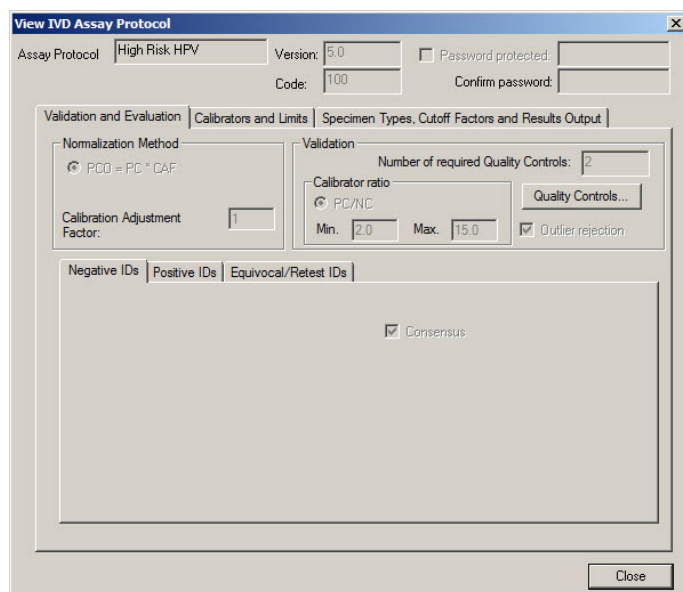 View IVD Assay Protocol
Assay Protocol High Risk HPV Version: 5.0 Password protected:
Code: 100 Confirm password:
Validation and Evaluation Calibrators and Limits Specimen Types, Cutoff Factors and Results Output
Normalization Method
PCO = PC * CAF
Calibration Adjustment
Factor: 1
Validation
Number of required Quality Controls: 2
Calibrator ratio
PC/NC
Min. 2.0 Max. 15.0
Quality Controls...
Outlier rejection
Negative IDs Positive IDs Equivocal/Retest IDs
Consensus
Close